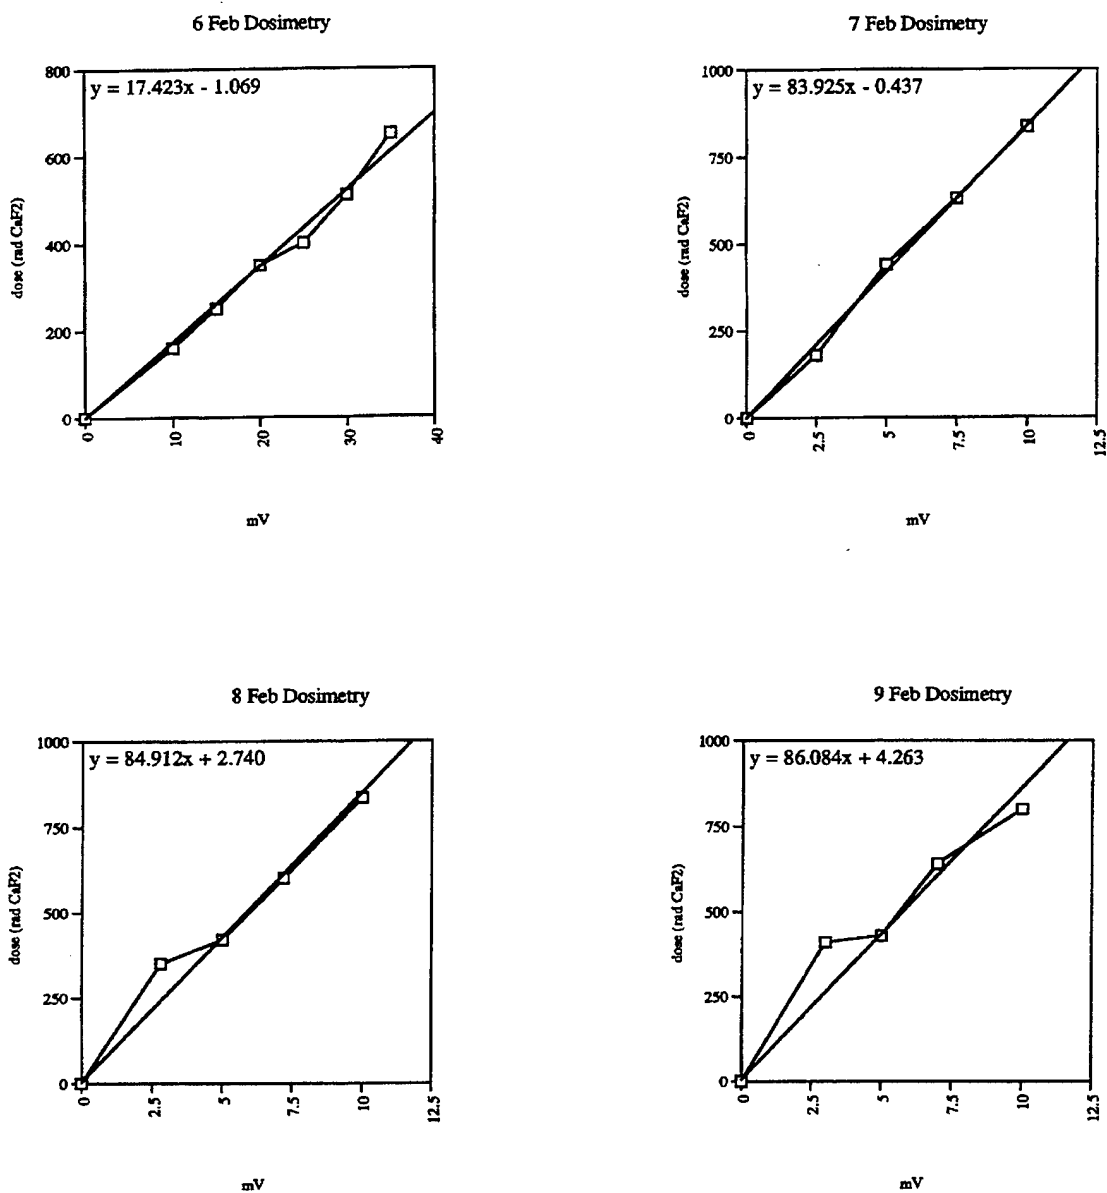 6 Feb Dosimetry
800
y = 17.423x - 1.069
600
400
200
0
dose (rad CaF2)
0
10
20
30
40
mV
7 Feb Dosimetry
1000
y = 83.925x - 0.437
750
500
250
0
dose (rad CaF2)
0
2.5
5
7.5
10
12.5
mV
8 Feb Dosimetry
1000
y = 84.912x + 2.740
750
500
250
0
dose (rad CaF2)
0
2.5
5
7.5
10
12.5
mV
9 Feb Dosimetry
1000
y = 86.084x + 4.263
750
500
250
0
dose (rad CaF2)
0
2.5
5
7.5
10
12.5
mV